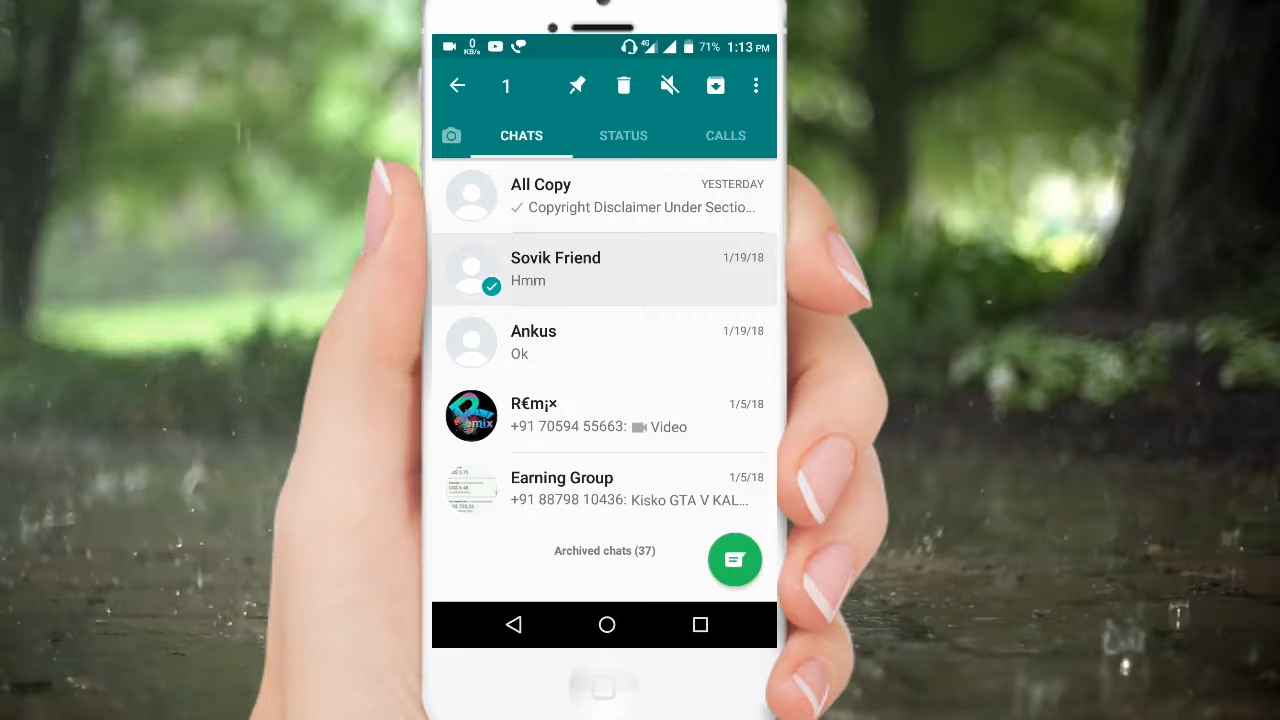 0
KB/s
4G
71%
1:13 PM
1
CHATS
STATUS
CALLS
All Copy
YESTERDAY
Copyright Disclaimer Under Sectio...
Sovik Friend
1/19/18
Hmm
Ankus
1/19/18
Ok
R€m¡×
1/5/18
+91 70594 55663: Video
Earning Group
1/5/18
+91 88798 10436: Kisko GTA V KAL...
Archived chats (37)